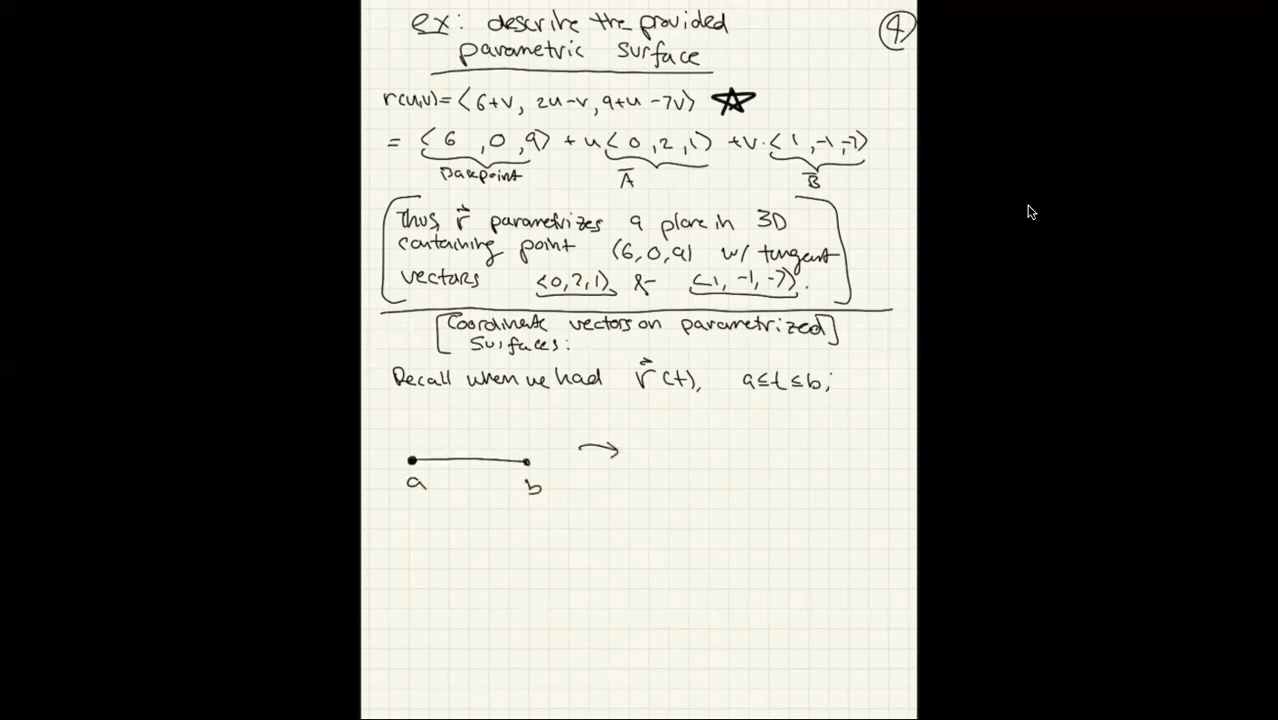 ex: describe the provided
④
parametric surface
r(u,v)= ⟨6+v, 2u-v, 9+u-7v⟩ ☆
= ⟨6, 0, 9⟩ + u⟨0, 2, 1⟩ + v·⟨1, -1, -7⟩
Basepoint A̅ B̅
Thus, r⃗ parametrizes a plane in 3D
containing point (6, 0, 9) w/ tangent
vectors ⟨0, 2, 1⟩ & ⟨1, -1, -7⟩.
[Coordinate vectors on parametrized
surfaces:]
Recall when we had r⃗(t), a≤t≤b;
→
a b